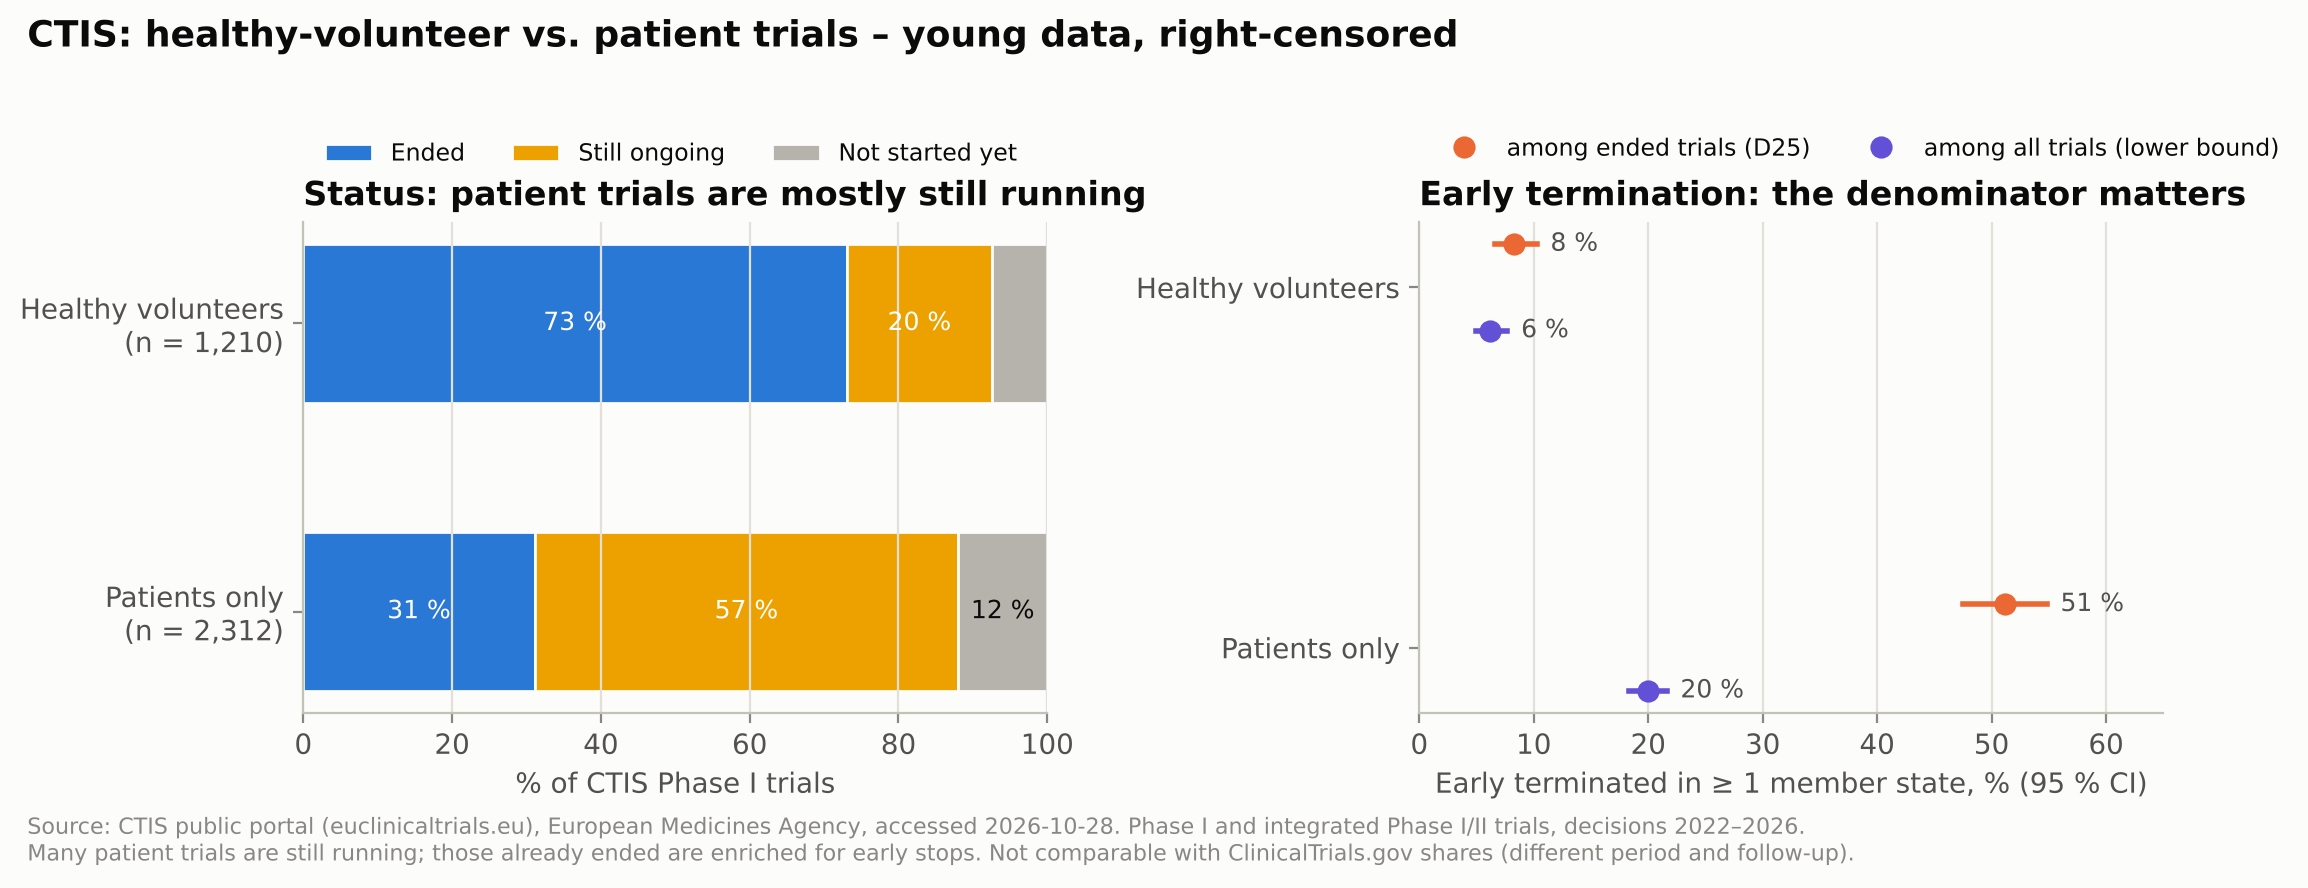 CTIS: healthy-volunteer vs. patient trials – young data, right-censored
Ended
Still ongoing
Not started yet
Status: patient trials are mostly still running
Healthy volunteers
(n = 1,210)
73 %
20 %
Patients only
(n = 2,312)
31 %
57 %
12 %
0
20
40
60
80
100
% of CTIS Phase I trials
among ended trials (D25)
among all trials (lower bound)
Early termination: the denominator matters
Healthy volunteers
8 %
6 %
Patients only
51 %
20 %
0
10
20
30
40
50
60
Early terminated in ≥ 1 member state, % (95 % CI)
Source: CTIS public portal (euclinicaltrials.eu), European Medicines Agency, accessed 2026-10-28. Phase I and integrated Phase I/II trials, decisions 2022–2026.
Many patient trials are still running; those already ended are enriched for early stops. Not comparable with ClinicalTrials.gov shares (different period and follow-up).